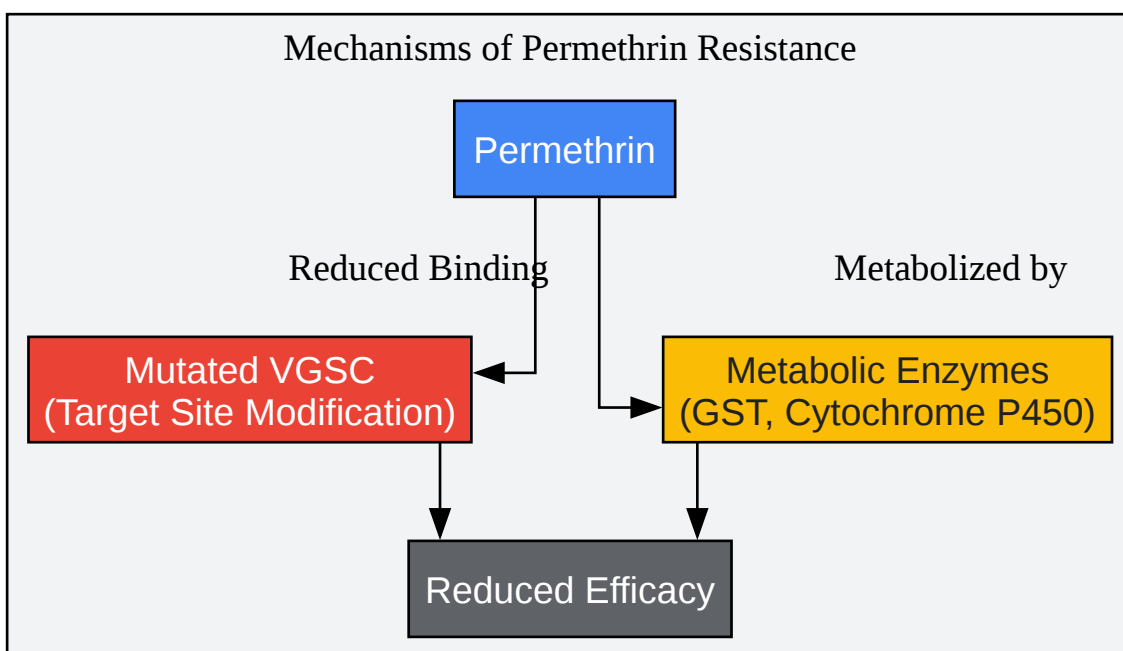 Mechanisms of Permethrin Resistance
Permethrin
Reduced Binding
Metabolized by
Mutated VGSC
(Target Site Modification)
Metabolic Enzymes
(GST, Cytochrome P450)
Reduced Efficacy